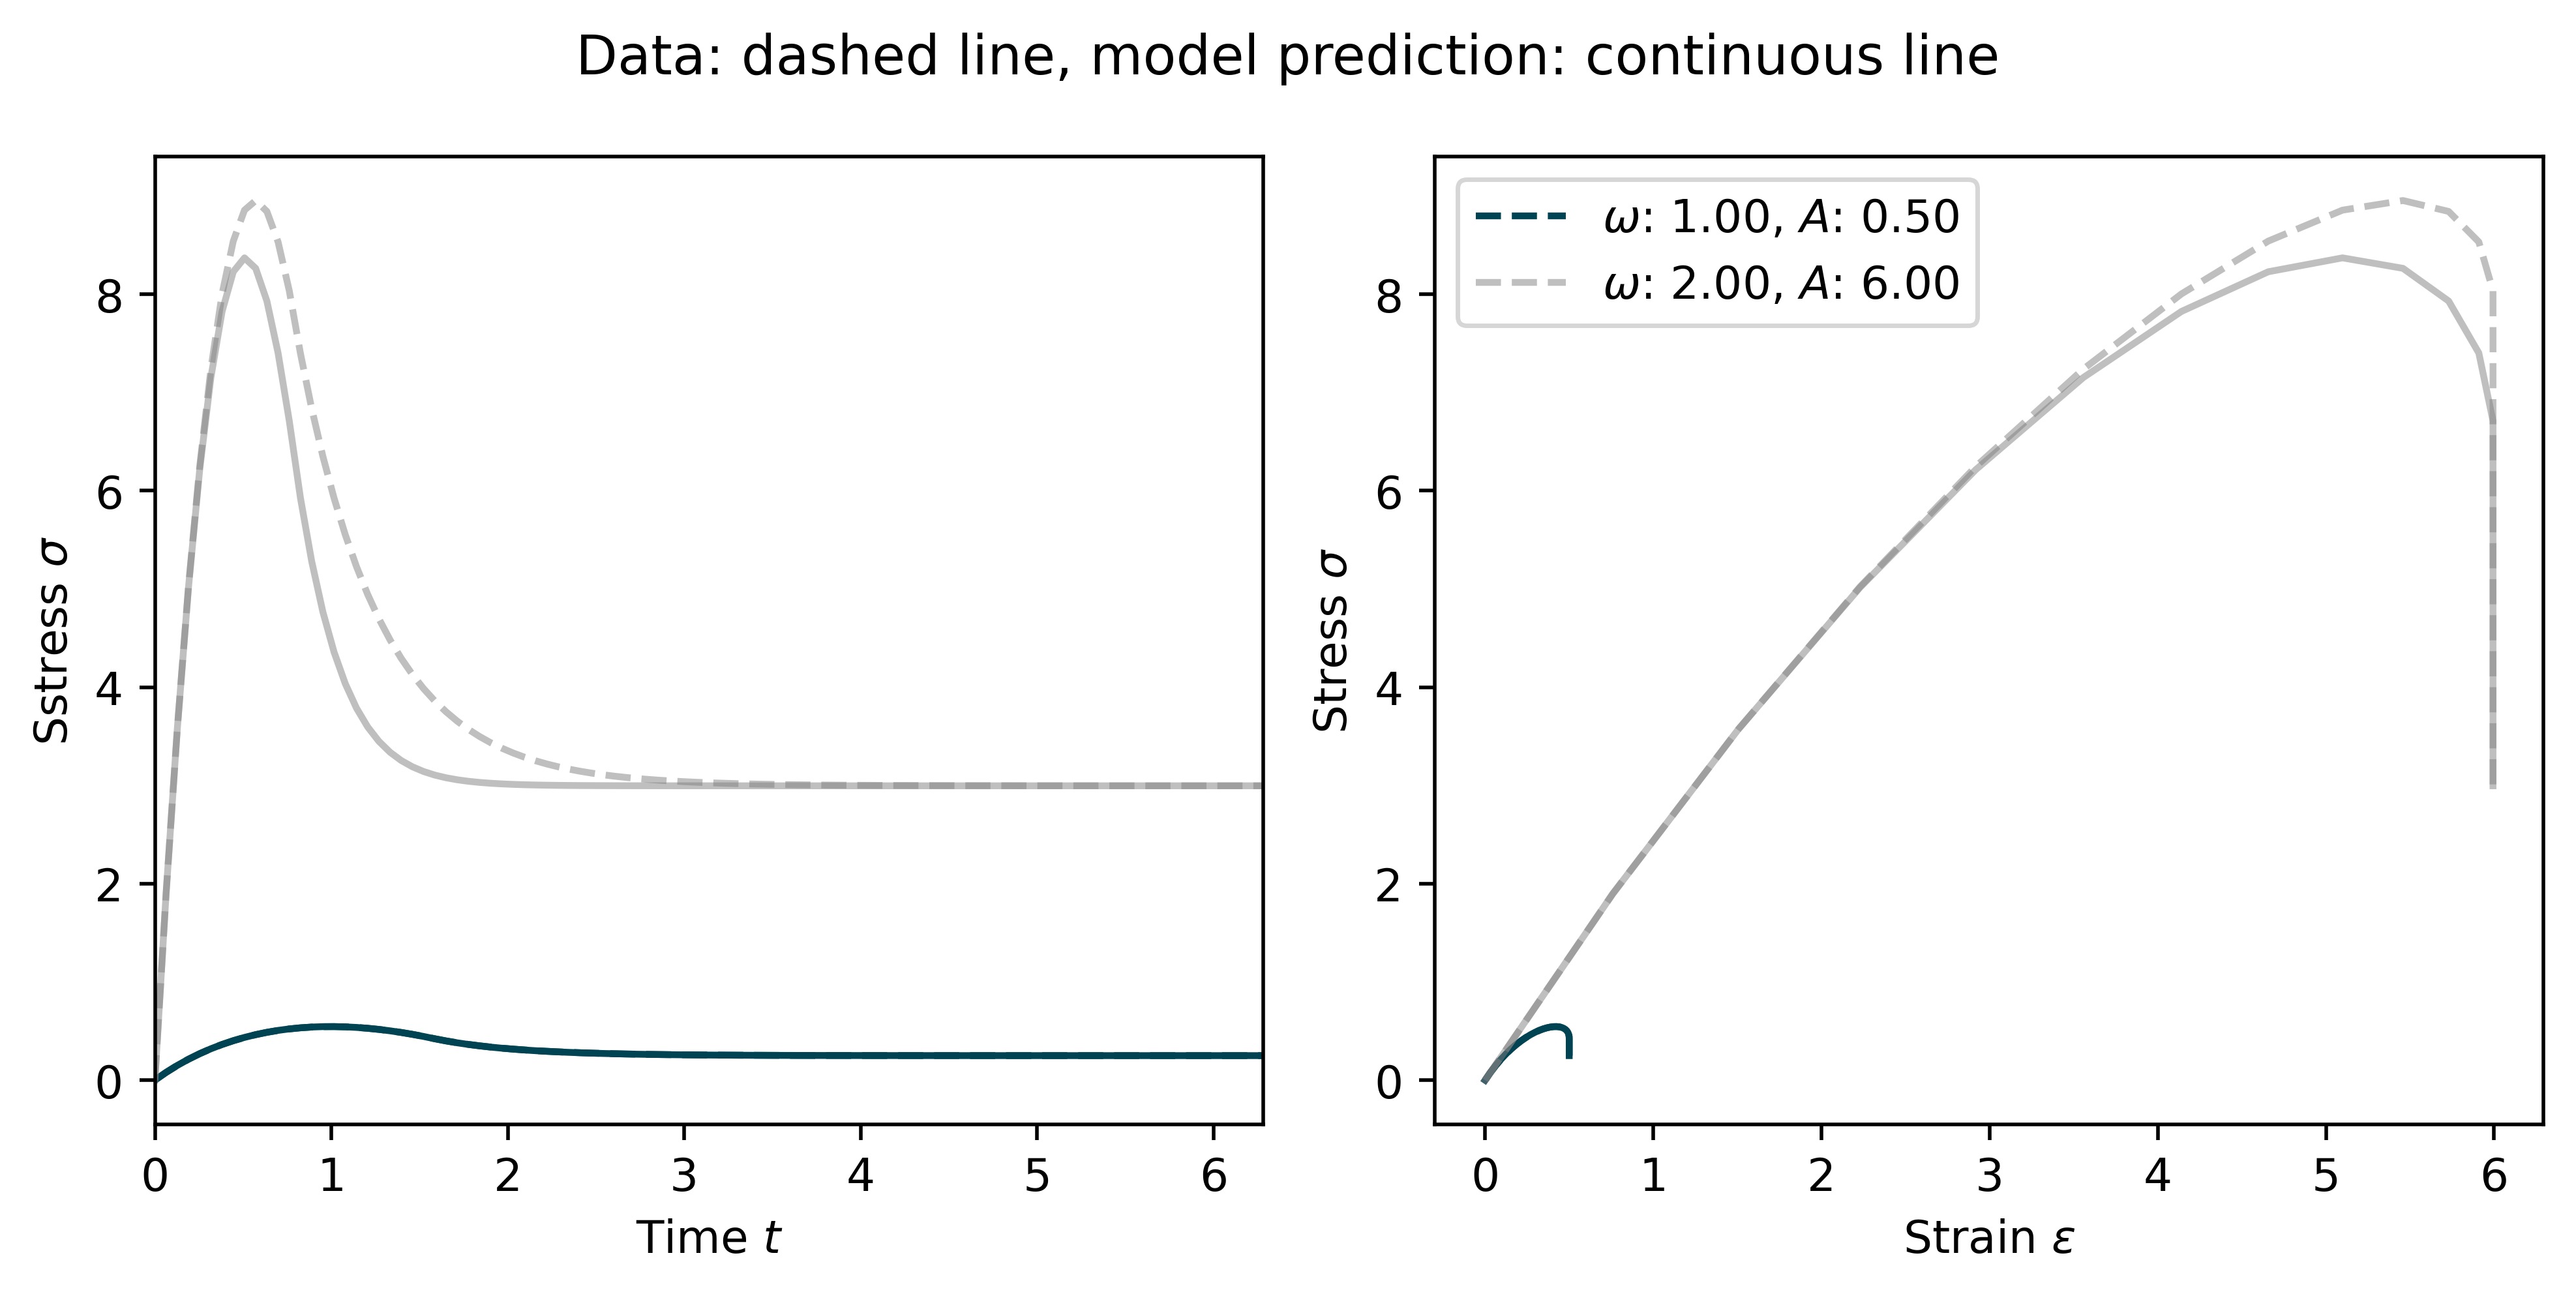 Data: dashed line, model prediction: continuous line
Sstress σ
8
6
4
2
0
0 1 2 3 4 5 6
Time t
Stress σ
8
6
4
2
0
ω: 1.00, A: 0.50
ω: 2.00, A: 6.00
0 1 2 3 4 5 6
Strain ε